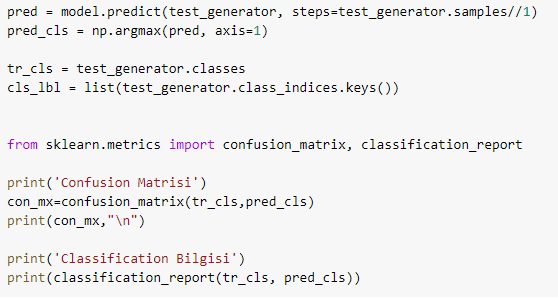 pred = model.predict(test_generator, steps=test_generator.samples//1)
pred_cls = np.argmax(pred, axis=1)
tr_cls = test_generator.classes
cls_lbl = list(test_generator.class_indices.keys())
from sklearn.metrics import confusion_matrix, classification_report
print('Confusion Matrisi')
con_mx=confusion_matrix(tr_cls,pred_cls)
print(con_mx,"\n")
print('Classification Bilgisi')
print(classification_report(tr_cls, pred_cls))